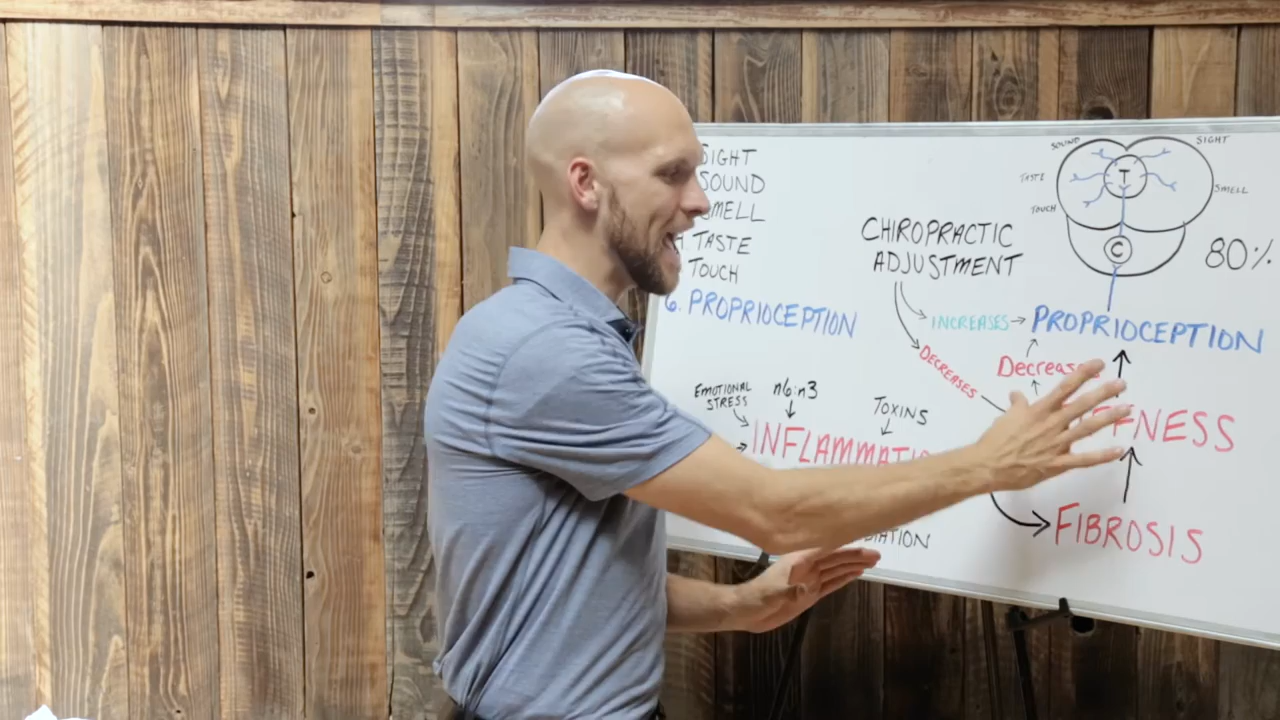 SIGHT
SOUND
SMELL
TASTE
TOUCH
6. PROPRIOCEPTION
EMOTIONAL
STRESS
n6:n3
TOXINS
CHIROPRACTIC
ADJUSTMENT
INCREASES
PROPRIOCEPTION
DECREASES
FIBROSIS
SOUND
SIGHT
TASTE
SMELL
TOUCH
T
C
80%